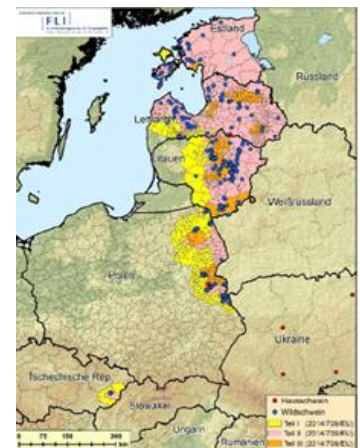 FLI
Estland
Russland
Lettland
Litauen
Weißrussland
Polen
Ukraine
Tschechische Rep.
Slowakei
Ungarn
Rumänien
Hausschwein
Wildschwein
Teil I (2014/709/EU)
Teil II (2014/709/EU)
Teil III (2014/709/EU)
0
75
150
300
km